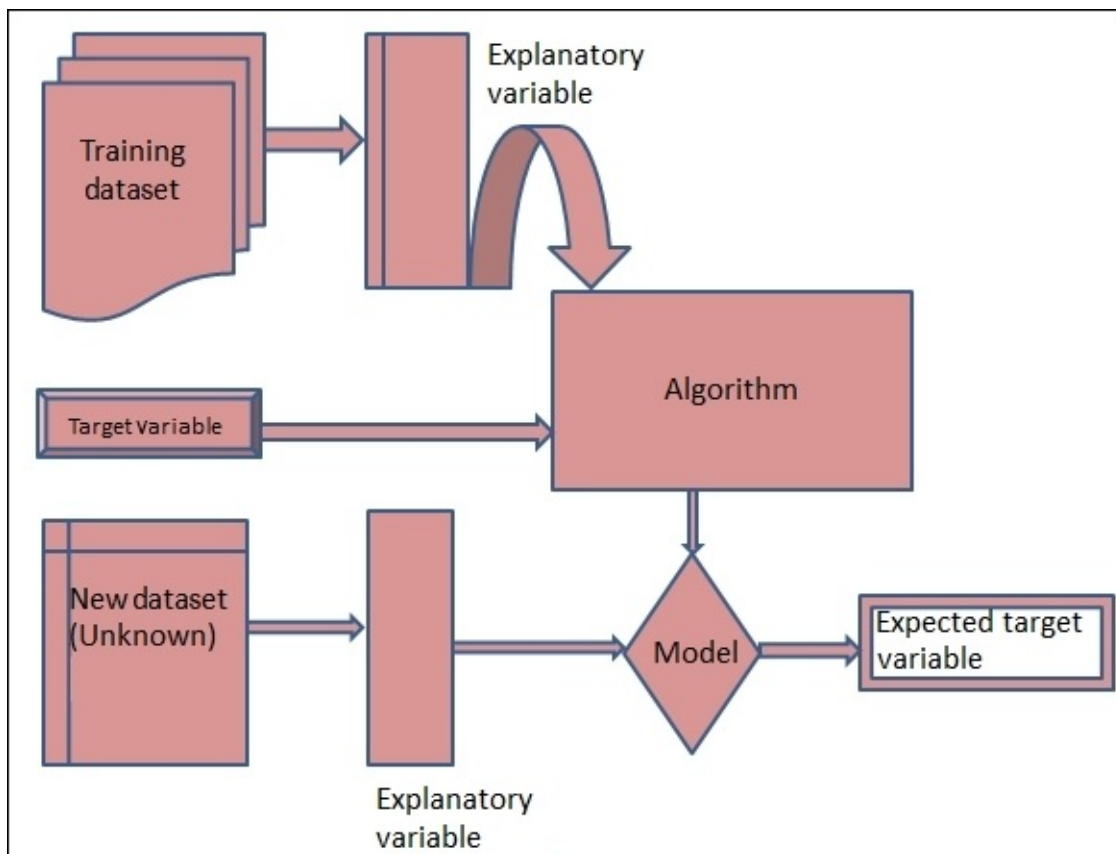 Explanatory
variable
Training
dataset
Algorithm
Target variable
New dataset
(Unknown)
Model
Expected target
variable
Explanatory
variable